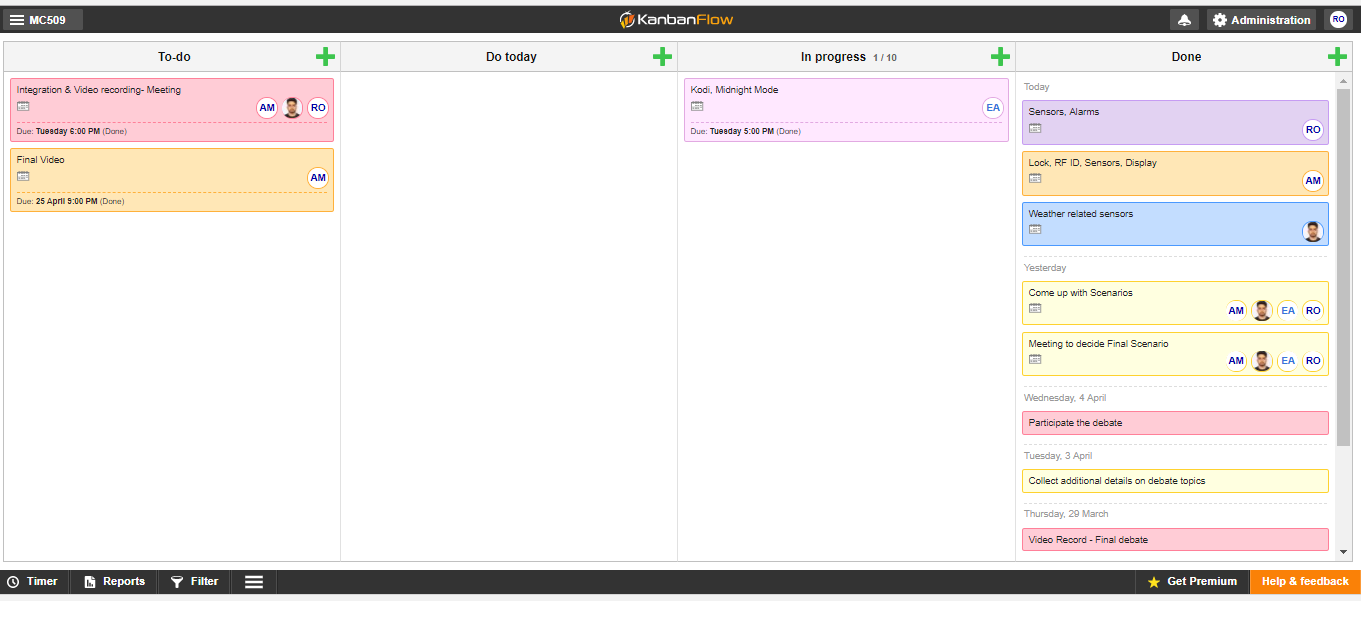 MC509
KanbanFlow
Administration
RO
To-do
Do today
In progress 1 / 10
Done
Integration & Video recording- Meeting
AM
RO
Due: Tuesday 6:00 PM (Done)
Final Video
AM
Due: 25 April 9:00 PM (Done)
Kodi, Midnight Mode
EA
Due: Tuesday 5:00 PM (Done)
Today
Sensors, Alarms
RO
Lock, RF ID, Sensors, Display
AM
Weather related sensors
Yesterday
Come up with Scenarios
AM EA RO
Meeting to decide Final Scenario
AM EA RO
Wednesday, 4 April
Participate the debate
Tuesday, 3 April
Collect additional details on debate topics
Thursday, 29 March
Video Record - Final debate
Timer
Reports
Filter
Get Premium
Help & feedback